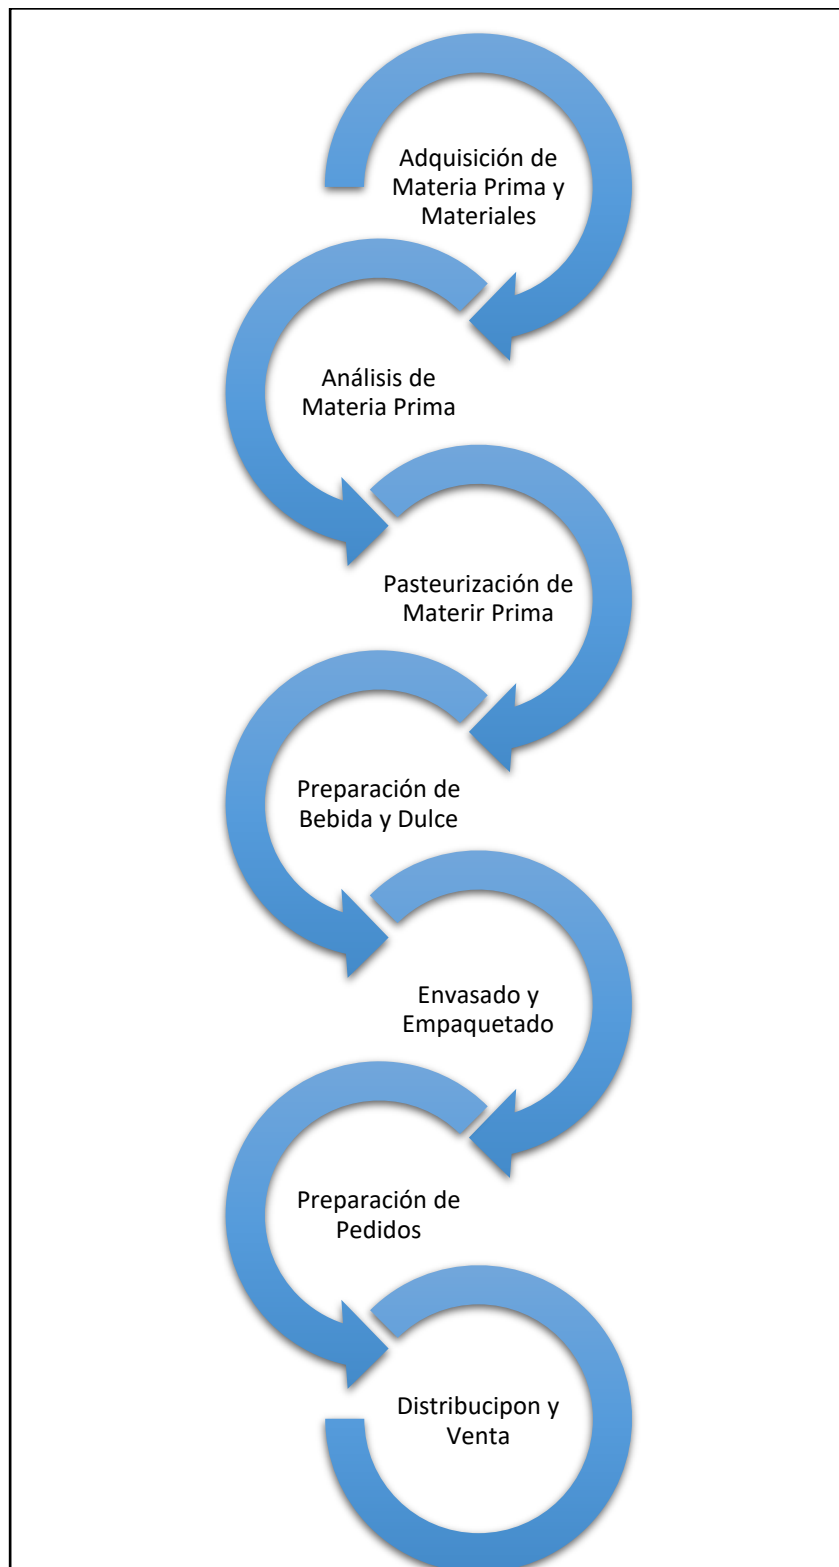 Adquisición de
Materia Prima y
Materiales
Análisis de
Materia Prima
Pasteurización de
Materir Prima
Preparación de
Bebida y Dulce
Envasado y
Empaquetado
Preparación de
Pedidos
Distribucipon y
Venta